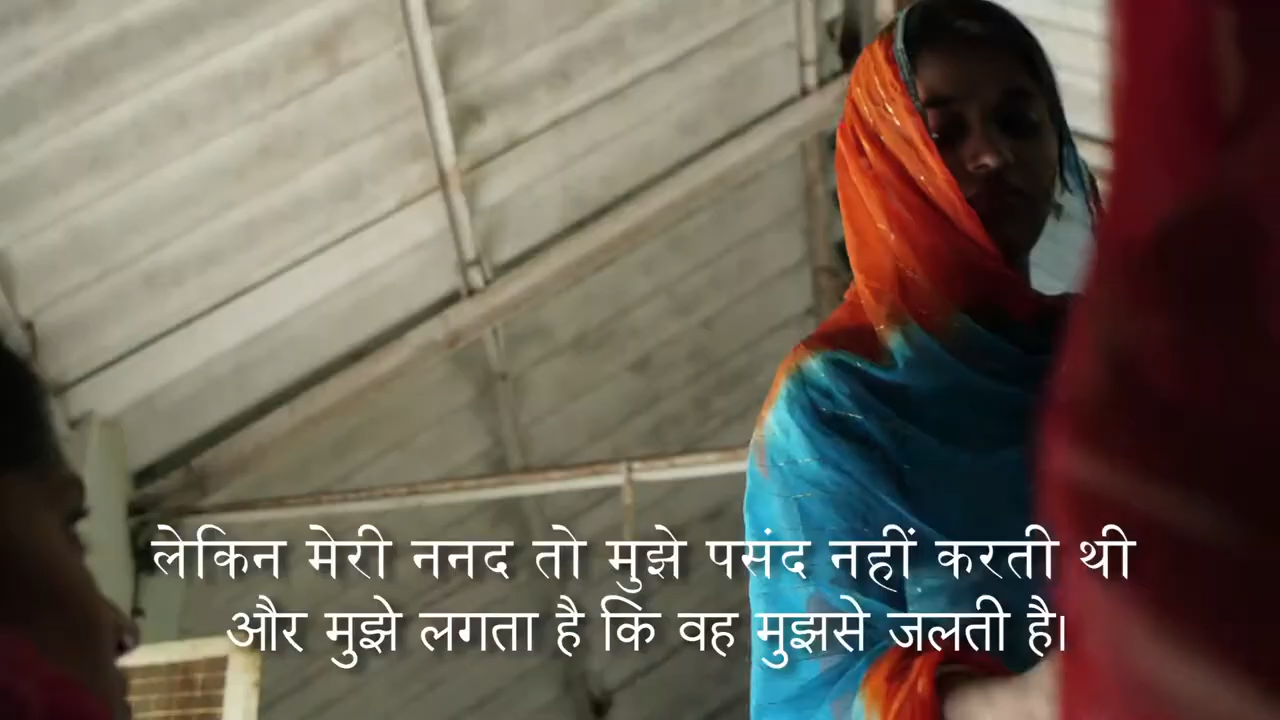 लेकिन मेरी ननद तो मुझे पसंद नहीं करती थी
और मुझे लगता है कि वह मुझसे जलती है।